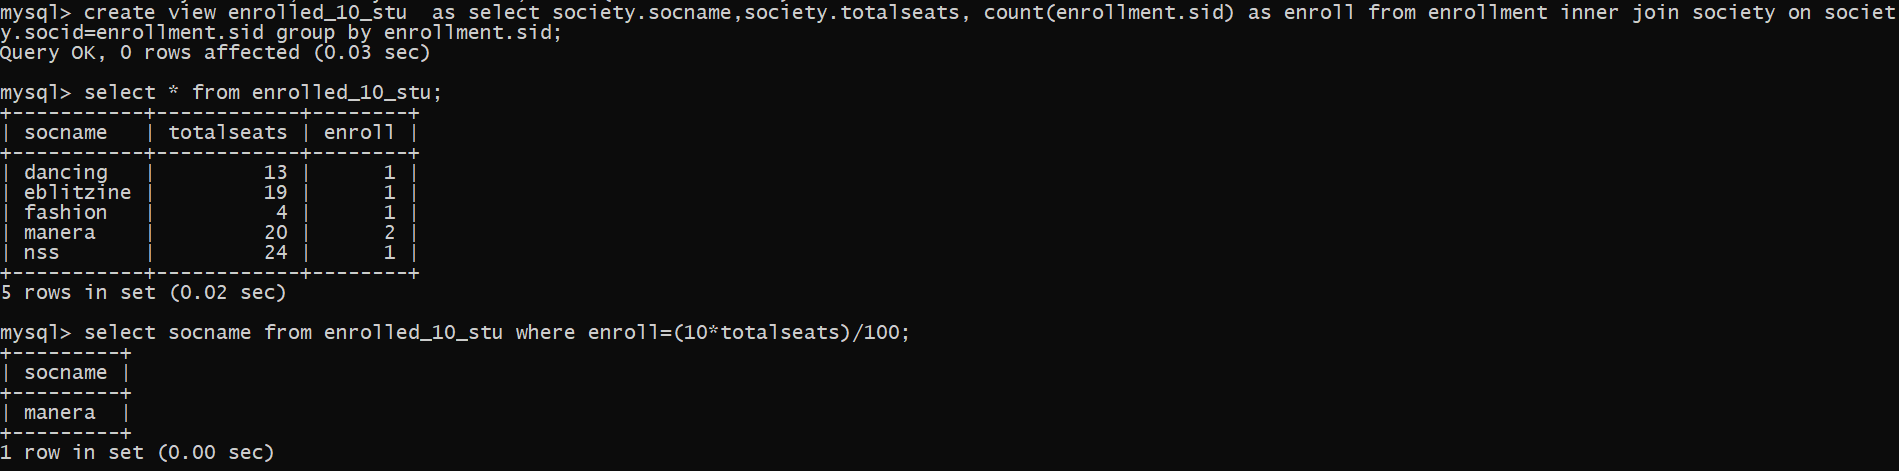 mysql> create view enrolled_10_stu  as select society.socname,society.totalseats, count(enrollment.sid) as enroll from enrollment inner join society on societ
y.socid=enrollment.sid group by enrollment.sid;
Query OK, 0 rows affected (0.03 sec)

mysql> select * from enrolled_10_stu;
+-----------+------------+--------+
| socname   | totalseats | enroll |
+-----------+------------+--------+
| dancing   |         13 |      1 |
| eblitzine |         19 |      1 |
| fashion   |          4 |      1 |
| manera    |         20 |      2 |
| nss       |         24 |      1 |
+-----------+------------+--------+
5 rows in set (0.02 sec)

mysql> select socname from enrolled_10_stu where enroll=(10*totalseats)/100;
+---------+
| socname |
+---------+
| manera  |
+---------+
1 row in set (0.00 sec)